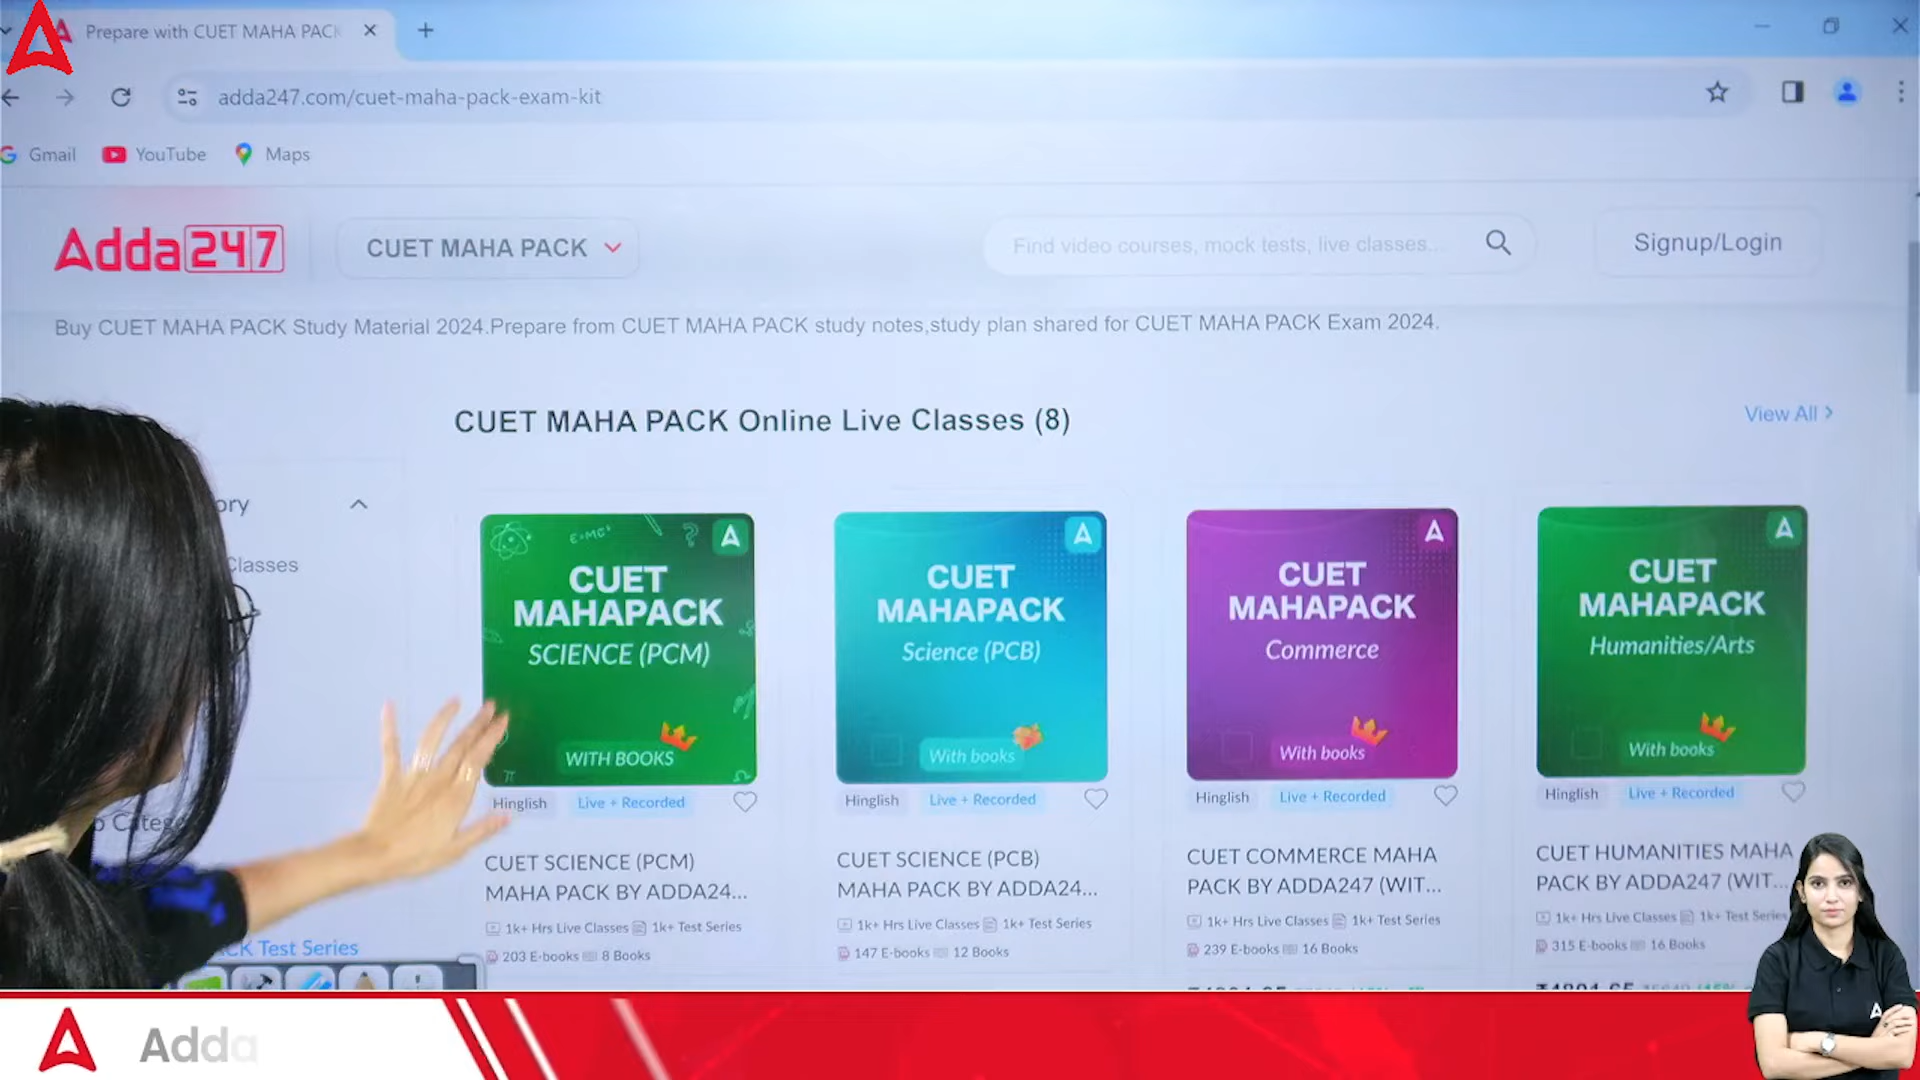 Prepare with CUET MAHA PACK
adda247.com/cuet-maha-pack-exam-kit
Gmail
YouTube
Maps
Adda247
CUET MAHA PACK
Find video courses, mock tests, live classes...
Signup/Login
Buy CUET MAHA PACK Study Material 2024.Prepare from CUET MAHA PACK study notes,study plan shared for CUET MAHA PACK Exam 2024.
CUET MAHA PACK Online Live Classes (8)
View All
ory
Classes
CUET
MAHAPACK
SCIENCE (PCM)
WITH BOOKS
Hinglish
Live + Recorded
CUET SCIENCE (PCM)
MAHA PACK BY ADDA24...
1k+ Hrs Live Classes
1k+ Test Series
203 E-books
8 Books
CUET
MAHAPACK
Science (PCB)
With books
Hinglish
Live + Recorded
CUET SCIENCE (PCB)
MAHA PACK BY ADDA24...
1k+ Hrs Live Classes
1k+ Test Series
147 E-books
12 Books
CUET
MAHAPACK
Commerce
With books
Hinglish
Live + Recorded
CUET COMMERCE MAHA
PACK BY ADDA247 (WIT...
1k+ Hrs Live Classes
1k+ Test Series
239 E-books
16 Books
CUET
MAHAPACK
Humanities/Arts
With books
Hinglish
Live + Recorded
CUET HUMANITIES MAHA
PACK BY ADDA247 (WIT...
1k+ Hrs Live Classes
1k+ Test Series
315 E-books
16 Books
CK Test Series
Adda